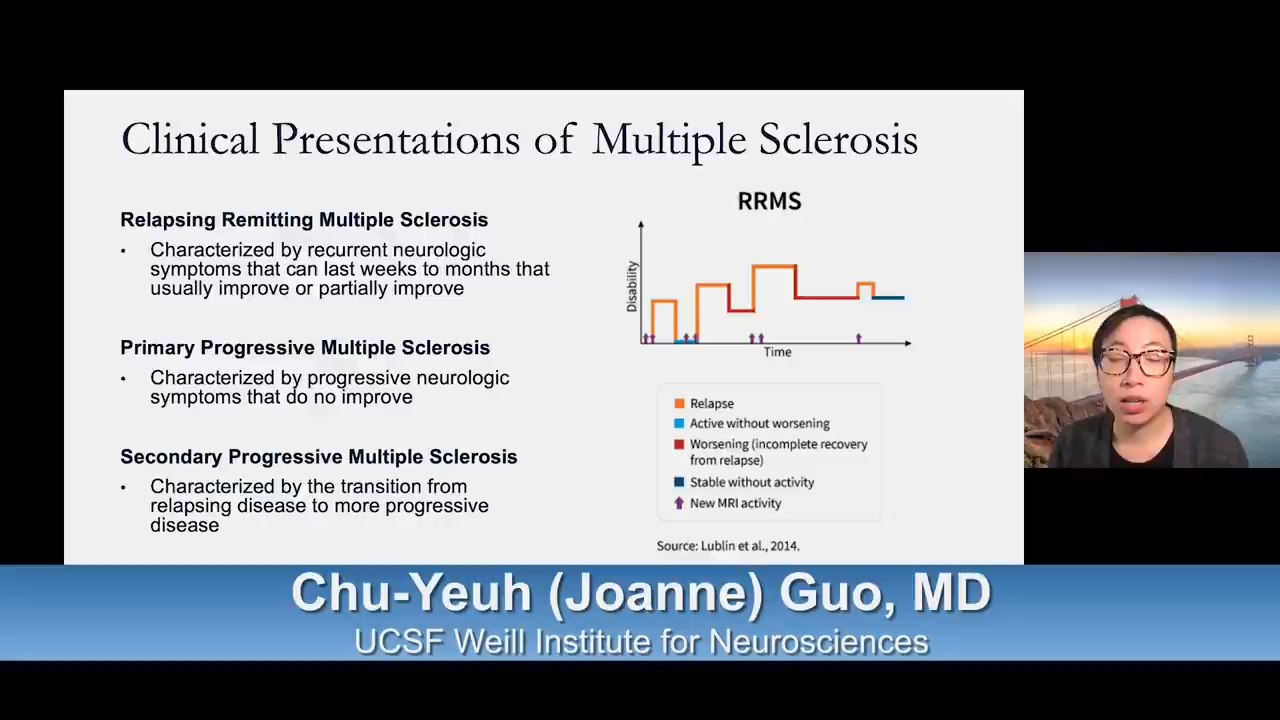 Clinical Presentations of Multiple Sclerosis
Relapsing Remitting Multiple Sclerosis
• Characterized by recurrent neurologic
symptoms that can last weeks to months that
usually improve or partially improve
Primary Progressive Multiple Sclerosis
• Characterized by progressive neurologic
symptoms that do no improve
Secondary Progressive Multiple Sclerosis
• Characterized by the transition from
relapsing disease to more progressive
disease
RRMS
Disability
Time
Relapse
Active without worsening
Worsening (incomplete recovery
from relapse)
Stable without activity
New MRI activity
Source: Lublin et al., 2014.
Chu-Yeuh (Joanne) Guo, MD
UCSF Weill Institute for Neurosciences